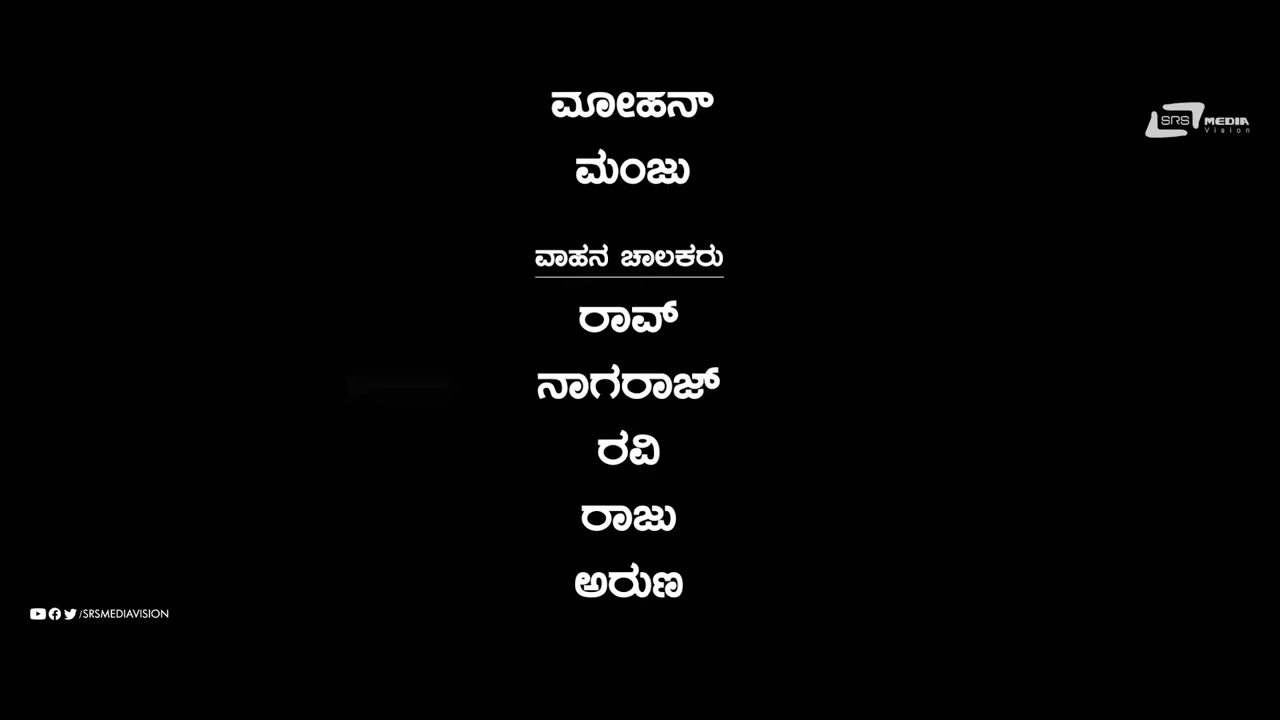 ಮೋಹನ್
SRS MEDIA
Vision
ಮಂಜು
ವಾಹನ ಚಾಲಕರು
ರಾವ್
ನಾಗರಾಜ್
ರವಿ
ರಾಜು
ಅರುಣ
/SRSMEDIAVISION